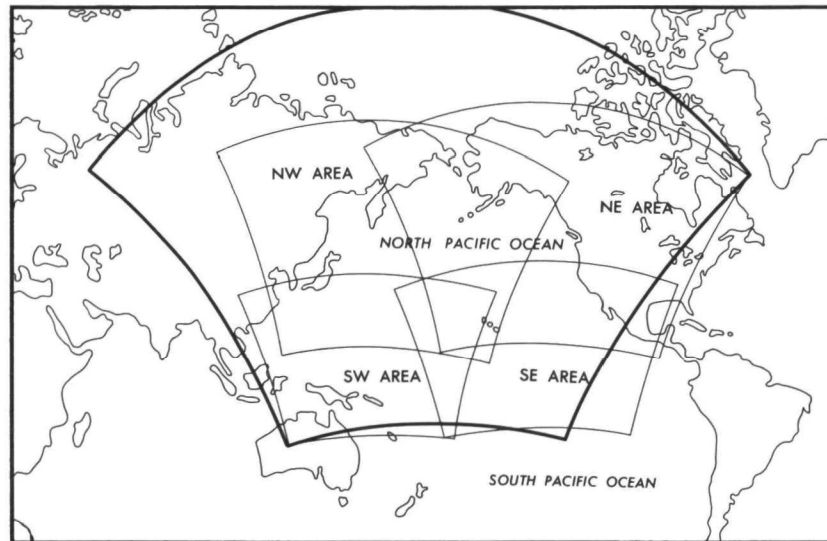 NW AREA
NE AREA
NORTH PACIFIC OCEAN
SW AREA
SE AREA
SOUTH PACIFIC OCEAN